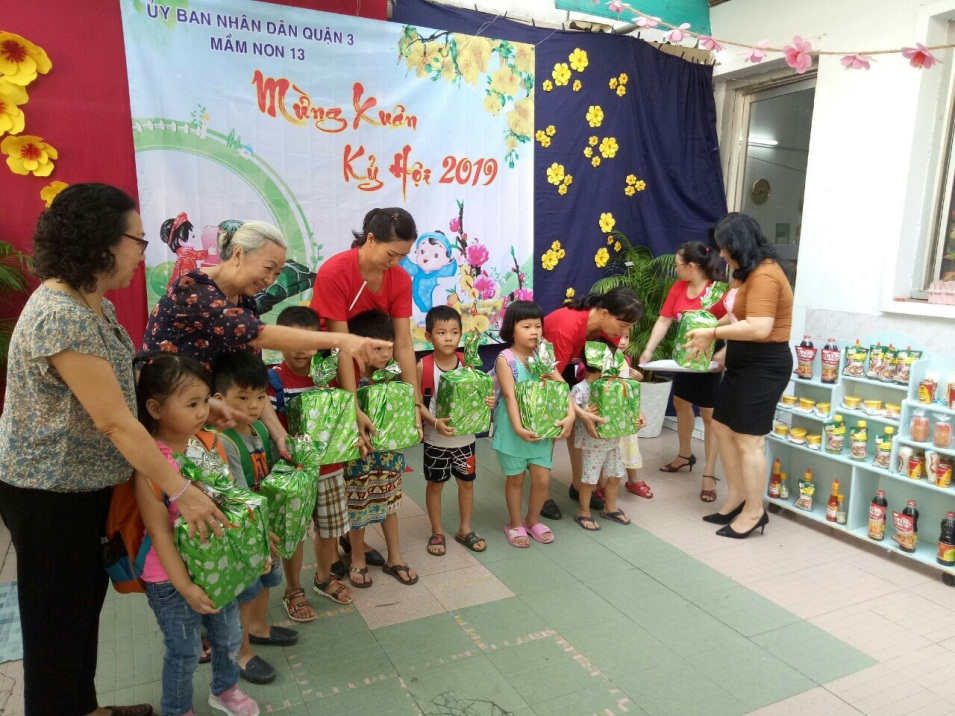 ỦY BAN NHÂN DÂN QUẬN 3
MẦM NON 13
Mừng Xuân
Kỷ Hợi 2019